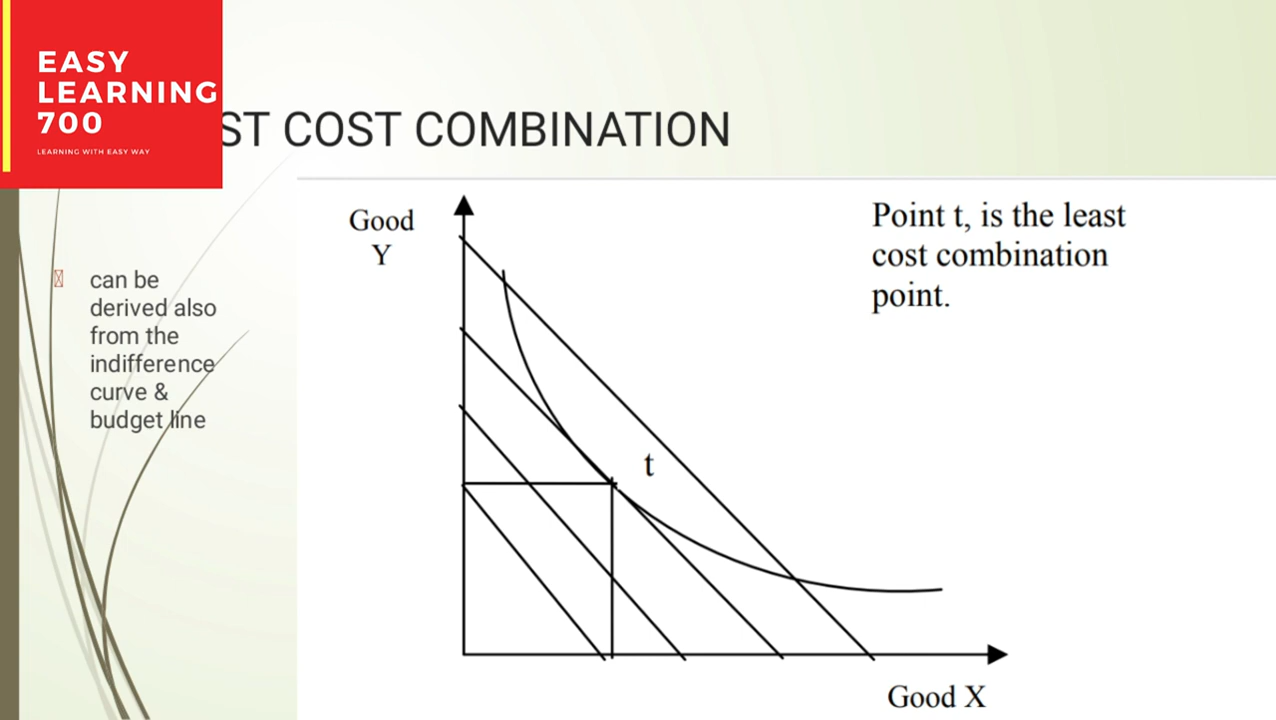 EASY
LEARNING
700
LEARNING WITH EASY WAY
ST COST COMBINATION
can be
derived also
from the
indifference
curve &
budget line
Good
Y
Point t, is the least
cost combination
point.
t
Good X